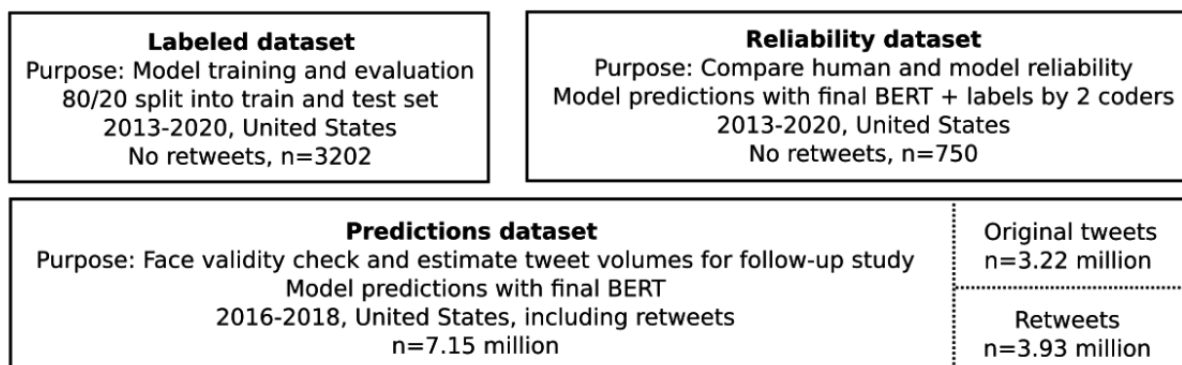 Labeled dataset
Purpose: Model training and evaluation
80/20 split into train and test set
2013-2020, United States
No retweets, n=3202
Reliability dataset
Purpose: Compare human and model reliability
Model predictions with final BERT + labels by 2 coders
2013-2020, United States
No retweets, n=750
Predictions dataset
Purpose: Face validity check and estimate tweet volumes for follow-up study
Model predictions with final BERT
2016-2018, United States, including retweets
n=7.15 million
Original tweets
n=3.22 million
Retweets
n=3.93 million